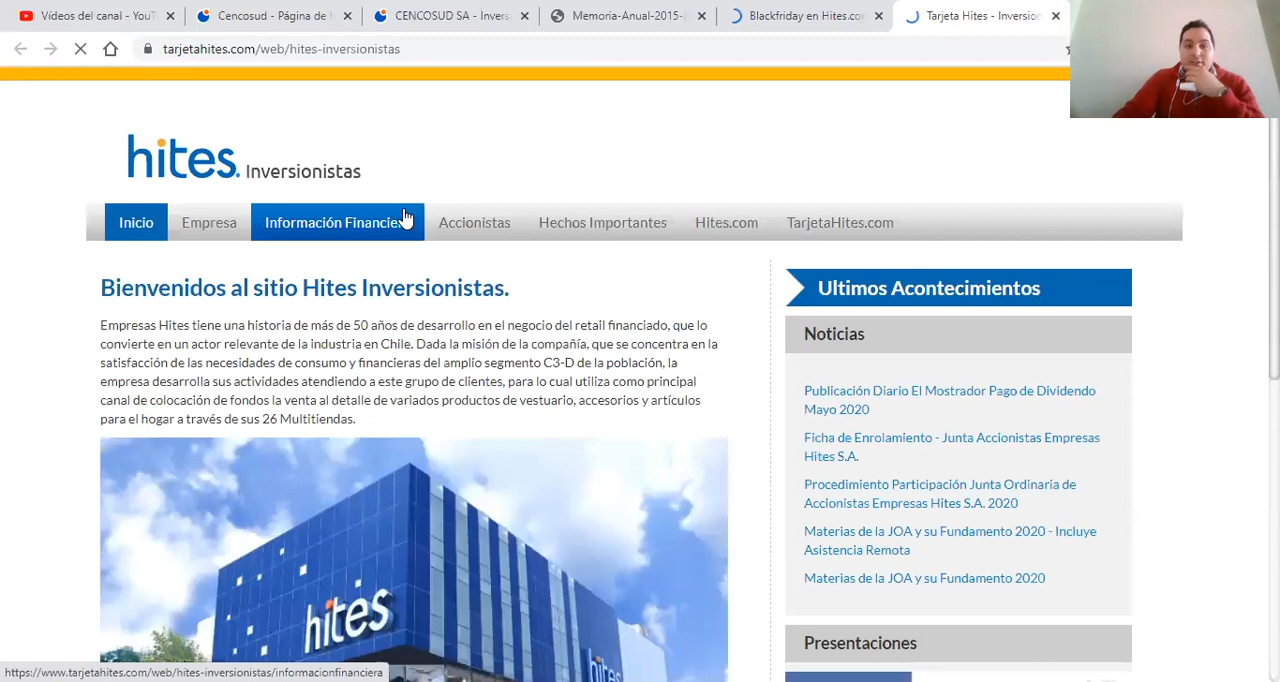 Vídeos del canal - YouT
Cencosud - Página de
CENCOSUD SA - Invers
Memoria-Anual-2015-
Blackfriday en Hites.co
Tarjeta Hites - Inversion
tarjetahites.com/web/hites-inversionistas
hites. Inversionistas
Inicio Empresa Información Financie Accionistas Hechos Importantes Hites.com TarjetaHites.com
Bienvenidos al sitio Hites Inversionistas.
Empresas Hites tiene una historia de más de 50 años de desarrollo en el negocio del retail financiado, que lo
convierte en un actor relevante de la industria en Chile. Dada la misión de la compañía, que se concentra en la
satisfacción de las necesidades de consumo y financieras del amplio segmento C3-D de la población, la
empresa desarrolla sus actividades atendiendo a este grupo de clientes, para lo cual utiliza como principal
canal de colocación de fondos la venta al detalle de variados productos de vestuario, accesorios y artículos
para el hogar a través de sus 26 Multitiendas.
hites
hites
Ultimos Acontecimientos
Noticias
Publicación Diario El Mostrador Pago de Dividendo
Mayo 2020
Ficha de Enrolamiento - Junta Accionistas Empresas
Hites S.A.
Procedimiento Participación Junta Ordinaria de
Accionistas Empresas Hites S.A. 2020
Materias de la JOA y su Fundamento 2020 - Incluye
Asistencia Remota
Materias de la JOA y su Fundamento 2020
Presentaciones
https://www.tarjetahites.com/web/hites-inversionistas/informacionfinanciera